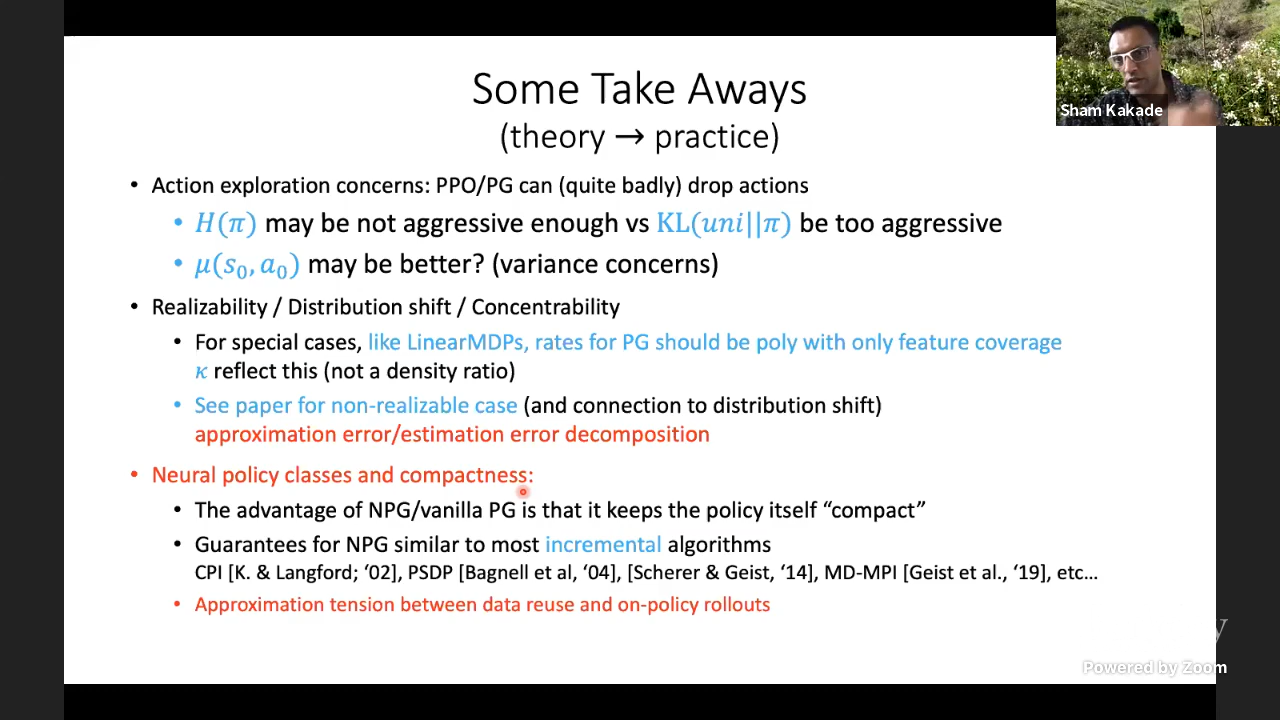 Some Take Aways
(theory → practice)
Sham Kakade
• Action exploration concerns: PPO/PG can (quite badly) drop actions
• H(π) may be not aggressive enough vs KL(uni||π) be too aggressive
• μ(s₀, a₀) may be better? (variance concerns)
• Realizability / Distribution shift / Concentrability
• For special cases, like LinearMDPs, rates for PG should be poly with only feature coverage
κ reflect this (not a density ratio)
• See paper for non-realizable case (and connection to distribution shift)
approximation error/estimation error decomposition
• Neural policy classes and compactness:
• The advantage of NPG/vanilla PG is that it keeps the policy itself “compact”
• Guarantees for NPG similar to most incremental algorithms
CPI [K. & Langford; ‘02], PSDP [Bagnell et al, ‘04], [Scherer & Geist, ‘14], MD-MPI [Geist et al., ‘19], etc...
• Approximation tension between data reuse and on-policy rollouts
Powered by Zoom